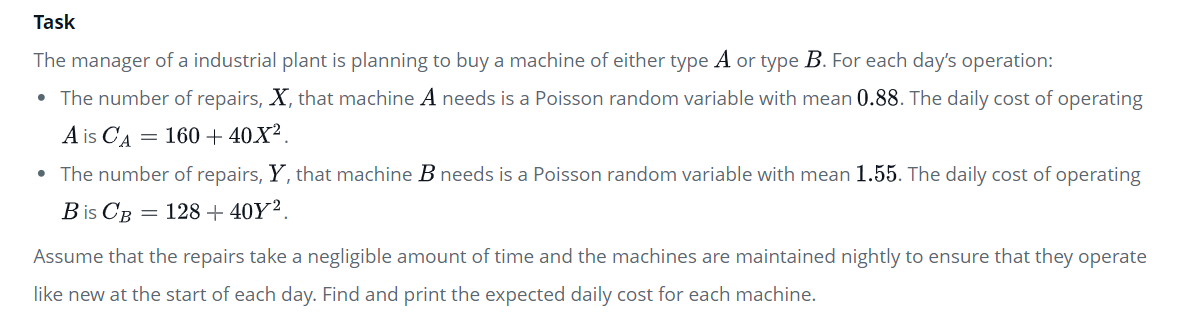 Task
The manager of a industrial plant is planning to buy a machine of either type A or type B. For each day's operation:
• The number of repairs, X, that machine A needs is a Poisson random variable with mean 0.88. The daily cost of operating
A is C_A = 160 + 40X².
• The number of repairs, Y, that machine B needs is a Poisson random variable with mean 1.55. The daily cost of operating
B is C_B = 128 + 40Y².
Assume that the repairs take a negligible amount of time and the machines are maintained nightly to ensure that they operate
like new at the start of each day. Find and print the expected daily cost for each machine.